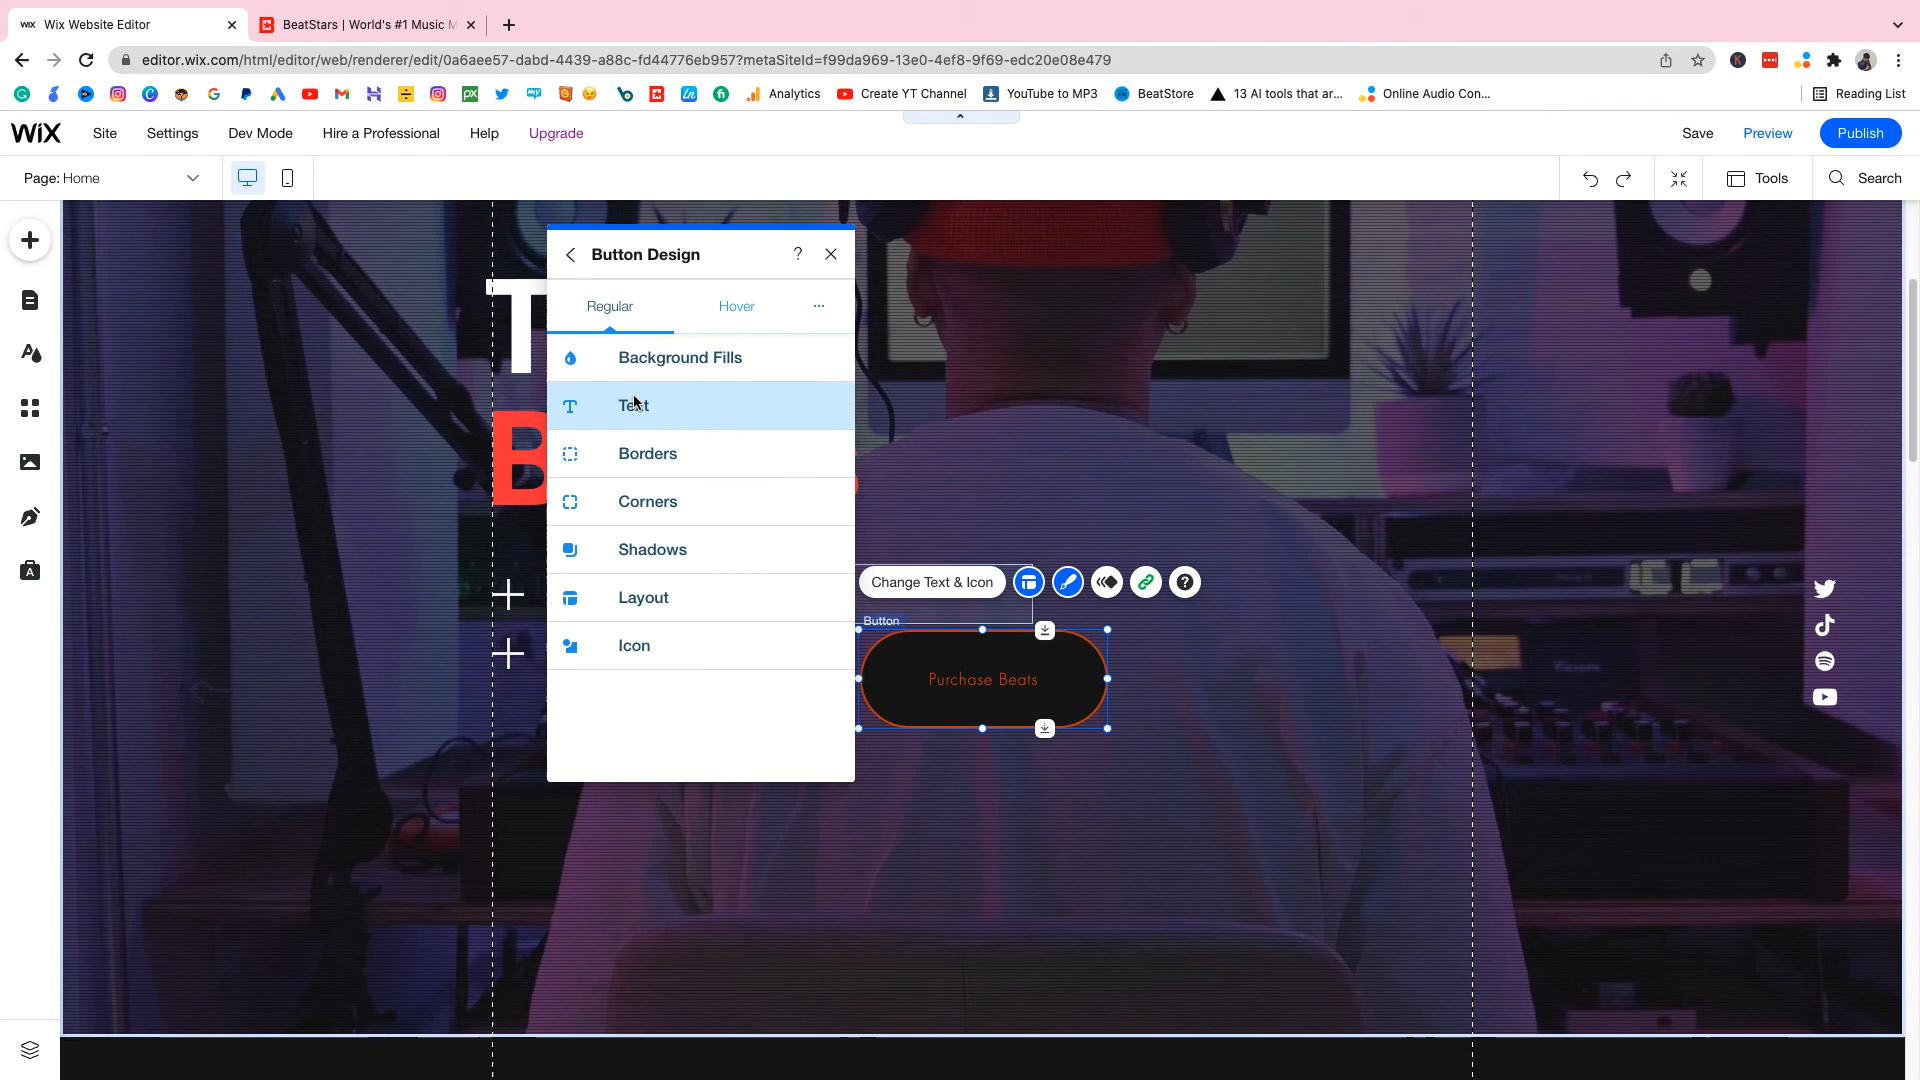 WiX Wix Website Editor
BeatStars | World's #1 Music M
editor.wix.com/html/editor/web/renderer/edit/0a6aee57-dabd-4439-a88c-fd44776eb957?metaSiteId=f99da969-13e0-4ef8-9f69-edc20e08e479
Analytics
Create YT Channel
YouTube to MP3
BeatStore
13 AI tools that ar...
Online Audio Con...
Reading List
WiX
Site
Settings
Dev Mode
Hire a Professional
Help
Upgrade
Save
Preview
Publish
Page: Home
Tools
Search
Button Design
?
Regular
Hover
...
Background Fills
Text
Borders
Corners
Shadows
Layout
Icon
T
B
Change Text & Icon
?
Button
Purchase Beats